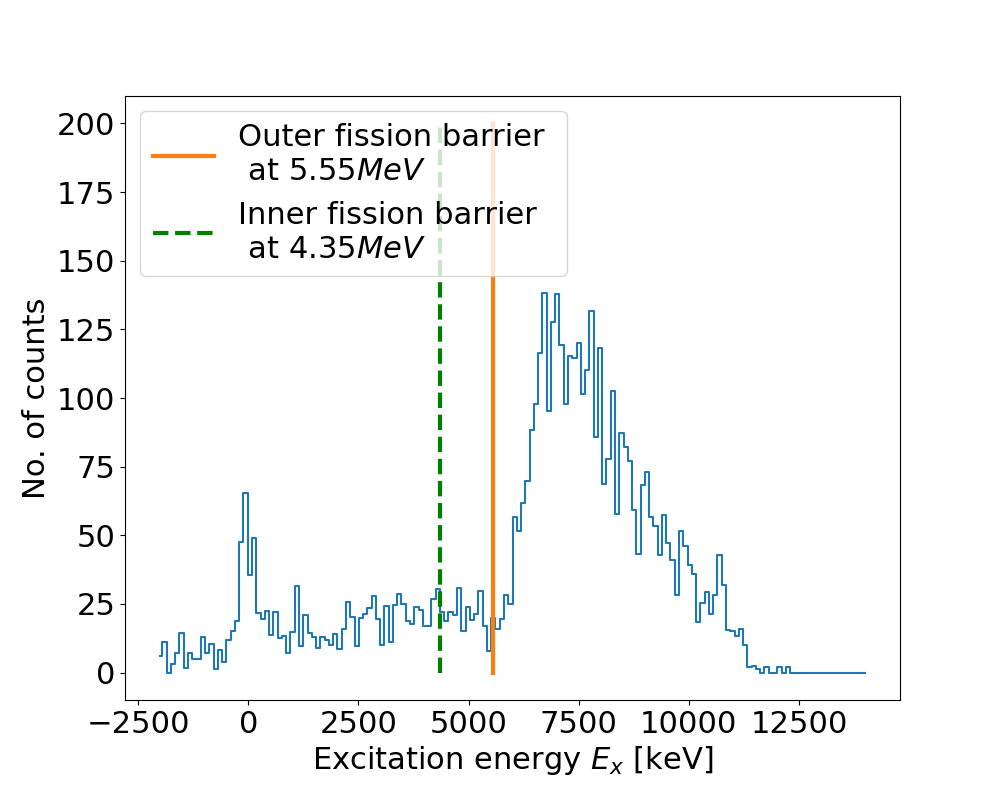 200
175
150
125
100
75
50
25
0
No. of counts
Outer fission barrier
at 5.55MeV
Inner fission barrier
at 4.35MeV
−2500 0 2500 5000 7500 10000 12500
Excitation energy Eₓ [keV]